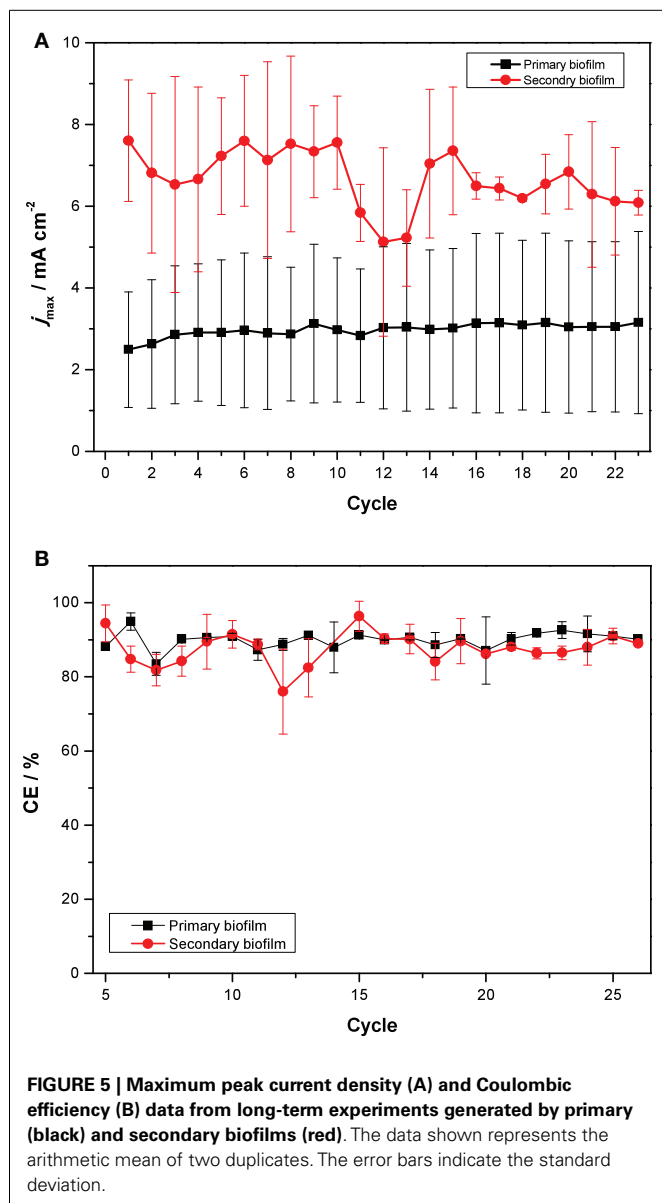 A
10
8
6
4
2
0
j max / mA cm-2
Primary biofilm
Secondry biofilm
0 2 4 6 8 10 12 14 16 18 20 22
Cycle
B
100
80
60
40
20
0
CE / %
Primary biofilm
Secondary biofilm
5 10 15 20 25
Cycle
FIGURE 5 | Maximum peak current density (A) and Coulombic
efficiency (B) data from long-term experiments generated by primary
(black) and secondary biofilms (red). The data shown represents the
arithmetic mean of two duplicates. The error bars indicate the standard
deviation.